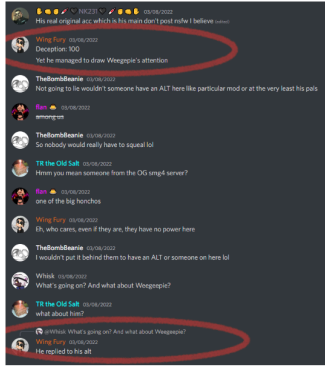 NK231 03/08/2022
His real original acc which is his main don't post nsfw I believe (edited)
Wing Fury 03/08/2022
Deception: 100
Yet he managed to draw Weegepie's attention
TheBombBeanie 03/08/2022
Not going to lie wouldn't someone have an ALT here like particular mod or at the very least his pals
Ren 03/08/2022
among us
TheBombBeanie 03/08/2022
So nobody would really have to squeal lol
TR the Old Salt 03/08/2022
Hmm you mean someone from the OG smg4 server?
Ren 03/08/2022
one of the big honchos
Wing Fury 03/08/2022
Eh, who cares, even if they are, they have no power here
TheBombBeanie 03/08/2022
I wouldn't put it behind them to have an ALT or someone on here lol
Whisk 03/08/2022
What's going on? And what about Weegeepie?
TR the Old Salt 03/08/2022
what about him?
@Whisk What's going on? And what about Weegeepie?
Wing Fury 03/08/2022
He replied to his alt